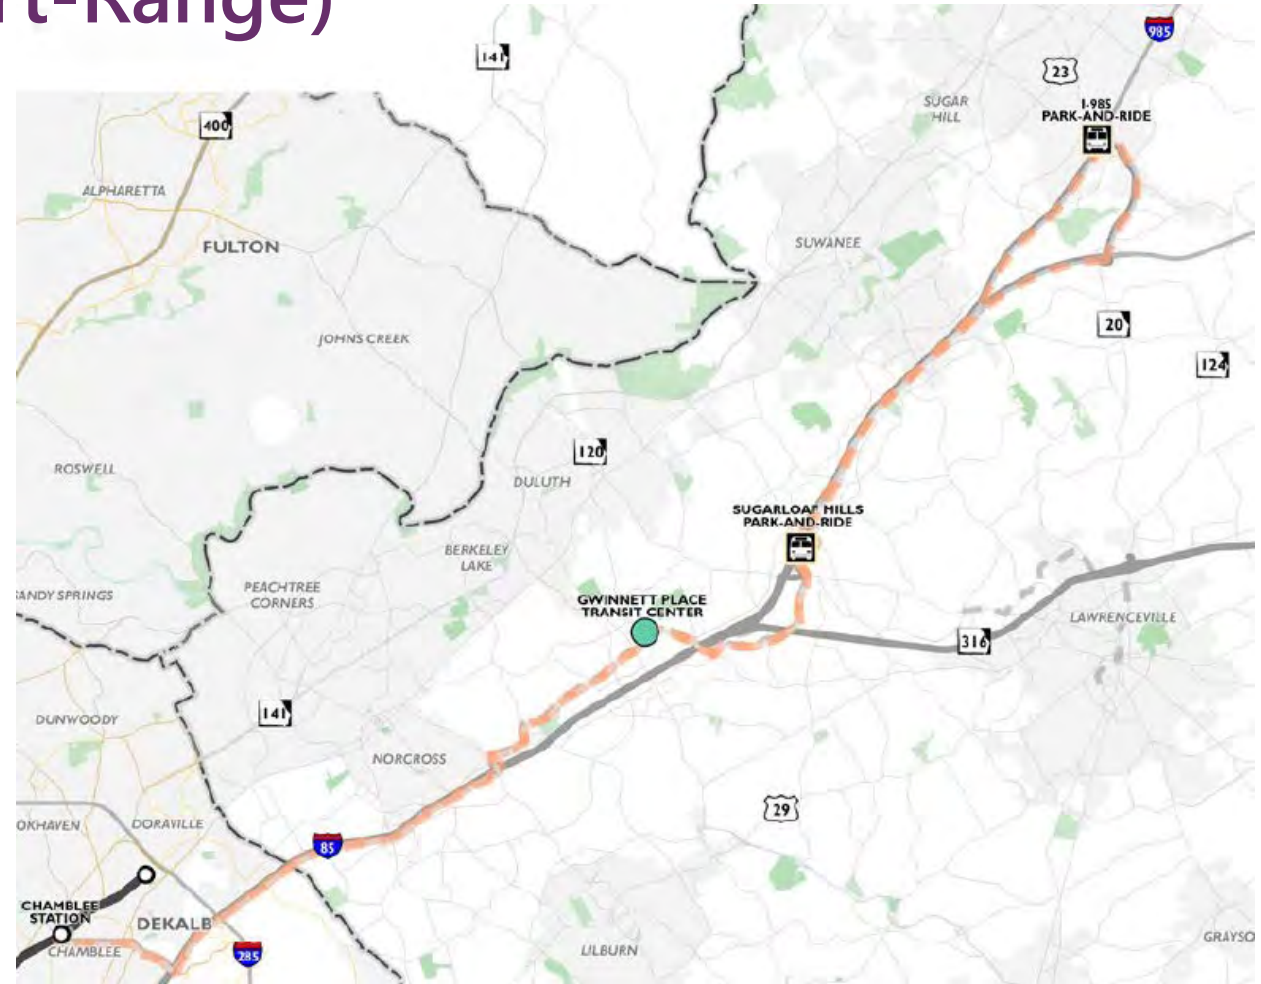 rt-Range)
985
141
23
SUGAR
HILL
I-985
PARK-AND-RIDE
400
ALPHARETTA
FULTON
SUWANEE
JOHNS CREEK
20
124
120
ROSWELL
DULUTH
SUGARLOAF HILLS
PARK-AND-RIDE
BERKELEY
LAKE
PEACHTREE
CORNERS
SANDY SPRINGS
GWINNETT PLACE
TRANSIT CENTER
LAWRENCEVILLE
316
141
DUNWOODY
NORCROSS
29
OKHAVEN
DORAVILLE
85
CHAMBLEE
STATION
DEKALB
CHAMBLEE
285
LILBURN
GRAYSO